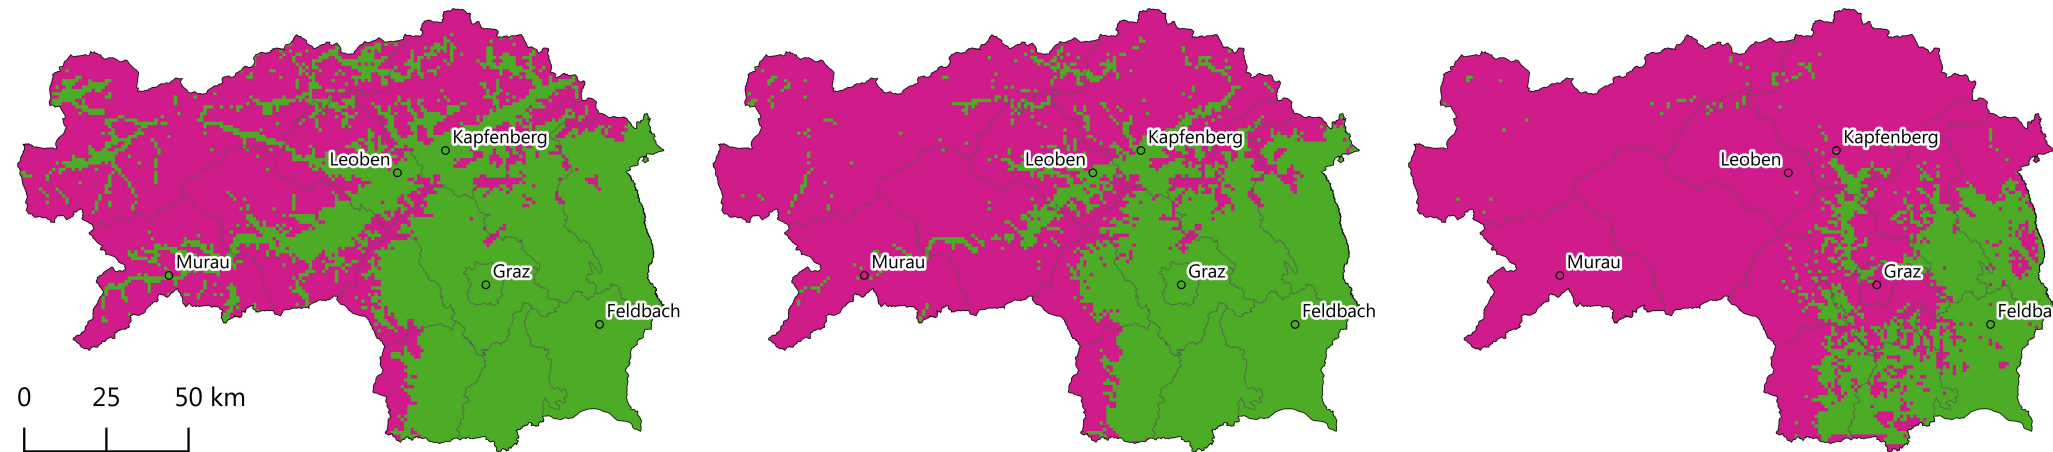 Kapfenberg
Leoben
Murau
Graz
Feldbach
0 25 50 km
Kapfenberg
Leoben
Murau
Graz
Feldbach
Kapfenberg
Leoben
Murau
Graz
Feldba